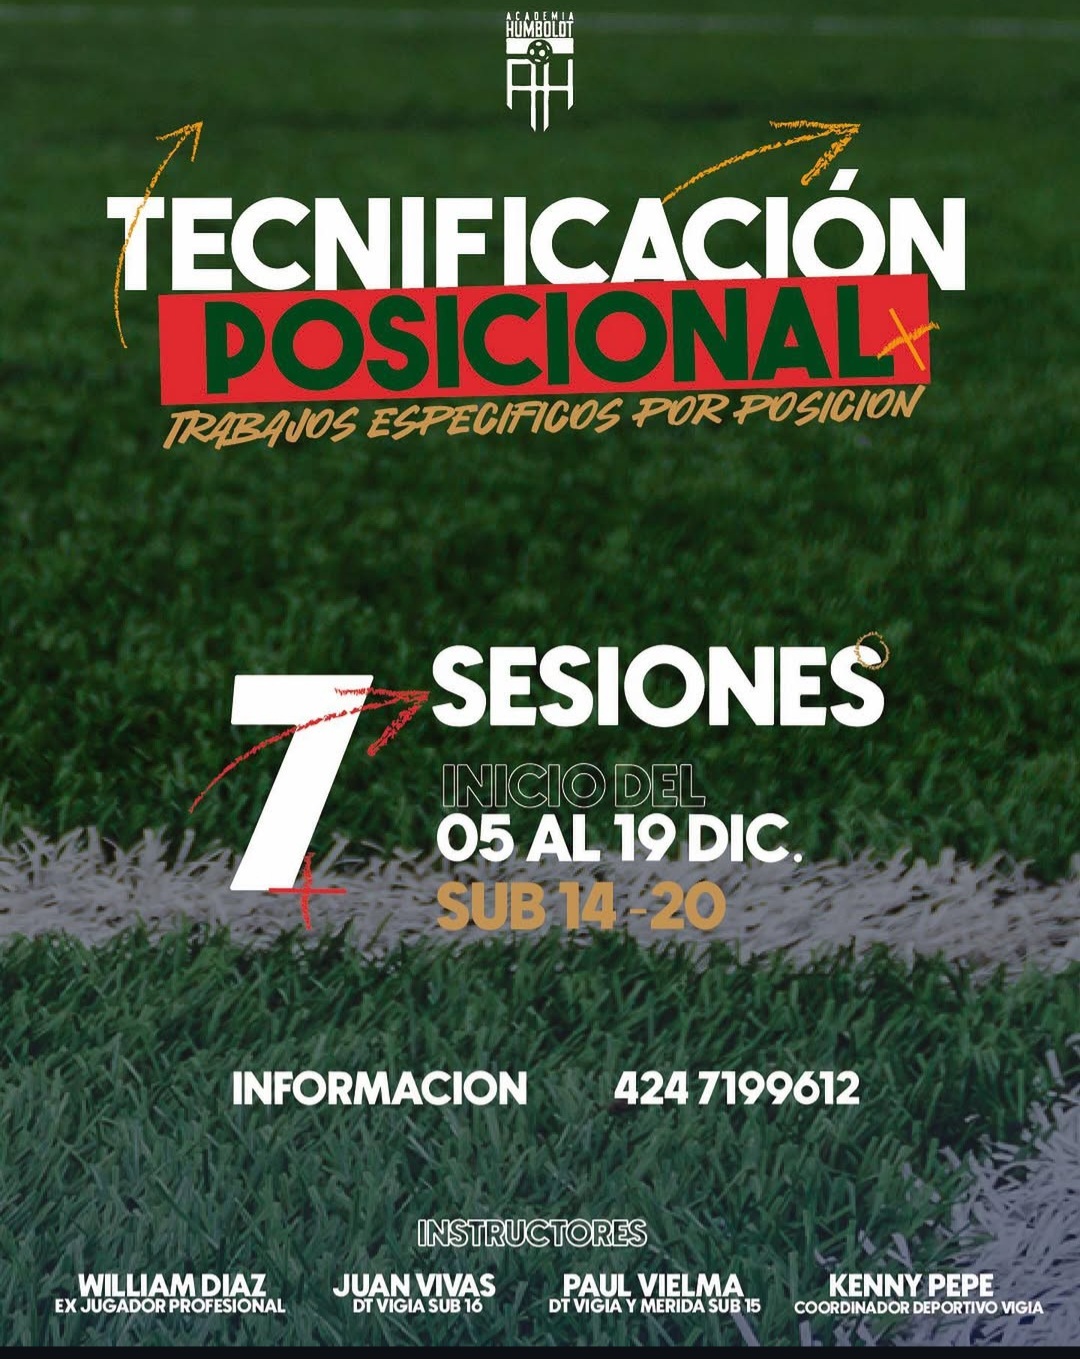 ACADEMIA
HUMBOLDT
AH
TECNIFICACIÓN
POSICIONAL
TRABAJOS ESPECIFICOS POR POSICION
7 SESIONES
INICIO DEL
05 AL 19 DIC.
SUB 14 -20
INFORMACION 424 7199612
INSTRUCTORES
WILLIAM DIAZ
EX JUGADOR PROFESIONAL
JUAN VIVAS
DT VIGIA SUB 16
PAUL VIELMA
DT VIGIA Y MERIDA SUB 15
KENNY PEPE
COORDINADOR DEPORTIVO VIGIA